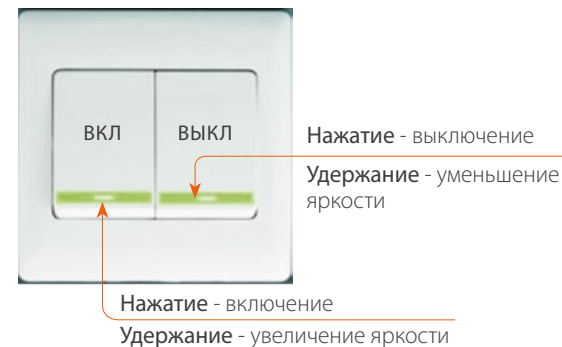 ВКЛ ВЫКЛ
Нажатие - выключение
Удержание - уменьшение
яркости
Нажатие - включение
Удержание - увеличение яркости